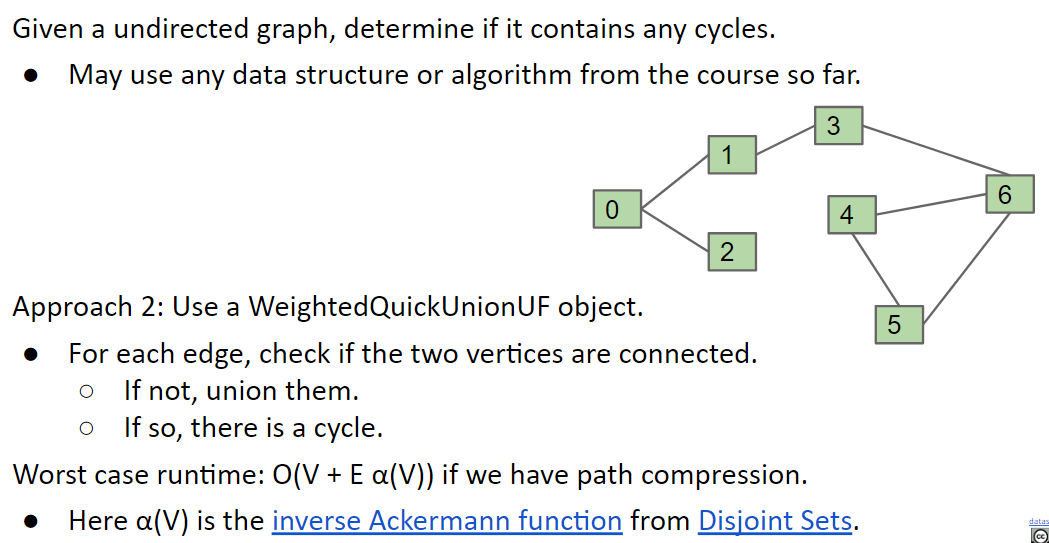 Given a undirected graph, determine if it contains any cycles.
● May use any data structure or algorithm from the course so far.
3
1
6
0
4
2
5
Approach 2: Use a WeightedQuickUnionUF object.
● For each edge, check if the two vertices are connected.
○ If not, union them.
○ If so, there is a cycle.
Worst case runtime: O(V + E α(V)) if we have path compression.
● Here α(V) is the inverse Ackermann function from Disjoint Sets.
datas
cc